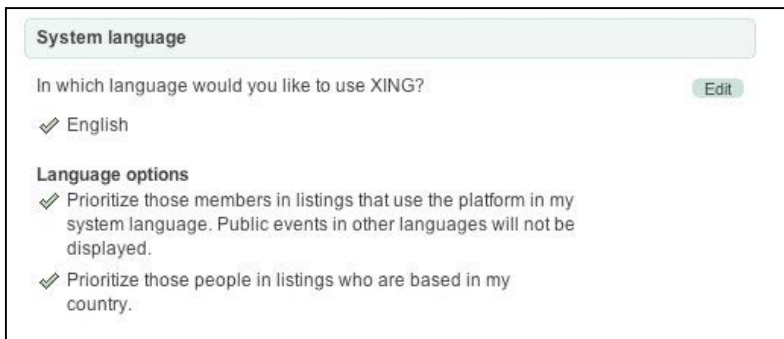 System language
In which language would you like to use XING?
Edit
English
Language options
Prioritize those members in listings that use the platform in my
system language. Public events in other languages will not be
displayed.
Prioritize those people in listings who are based in my
country.